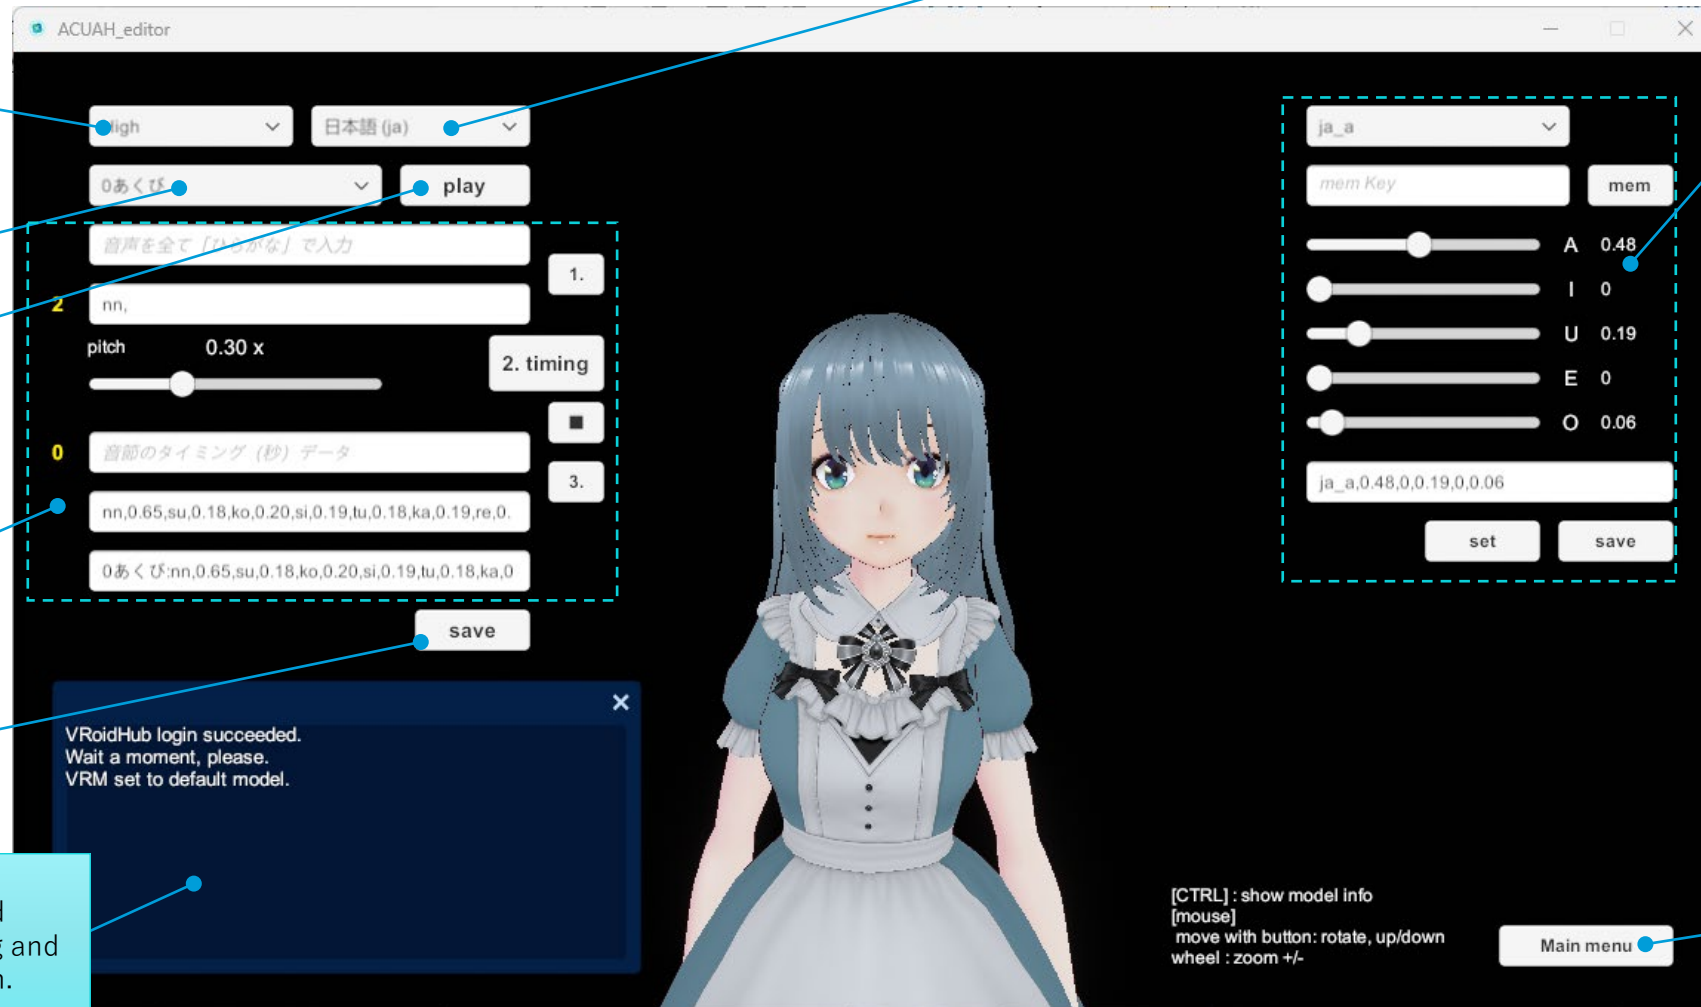 ACUAH_editor
High
日本語 (ja)
0あくび
play
音声を全て「ひらがな」で入力
1.
2
nn,
pitch
0.30 x
2. timing
0
音節のタイミング (秒) データ
3.
nn,0.65,su,0.18,ko,0.20,si,0.19,tu,0.18,ka,0.19,re,0.
0あくび:nn,0.65,su,0.18,ko,0.20,si,0.19,tu,0.18,ka,0
save
VRoidHub login succeeded.
Wait a moment, please.
VRM set to default model.
and
ja_a
mem Key
mem
A 0.48
I 0
U 0.19
E 0
O 0.06
ja_a,0.48,0,0.19,0,0.06
set
save
[CTRL] : show model info
[mouse]
move with button: rotate, up/down
wheel : zoom +/-
Main menu